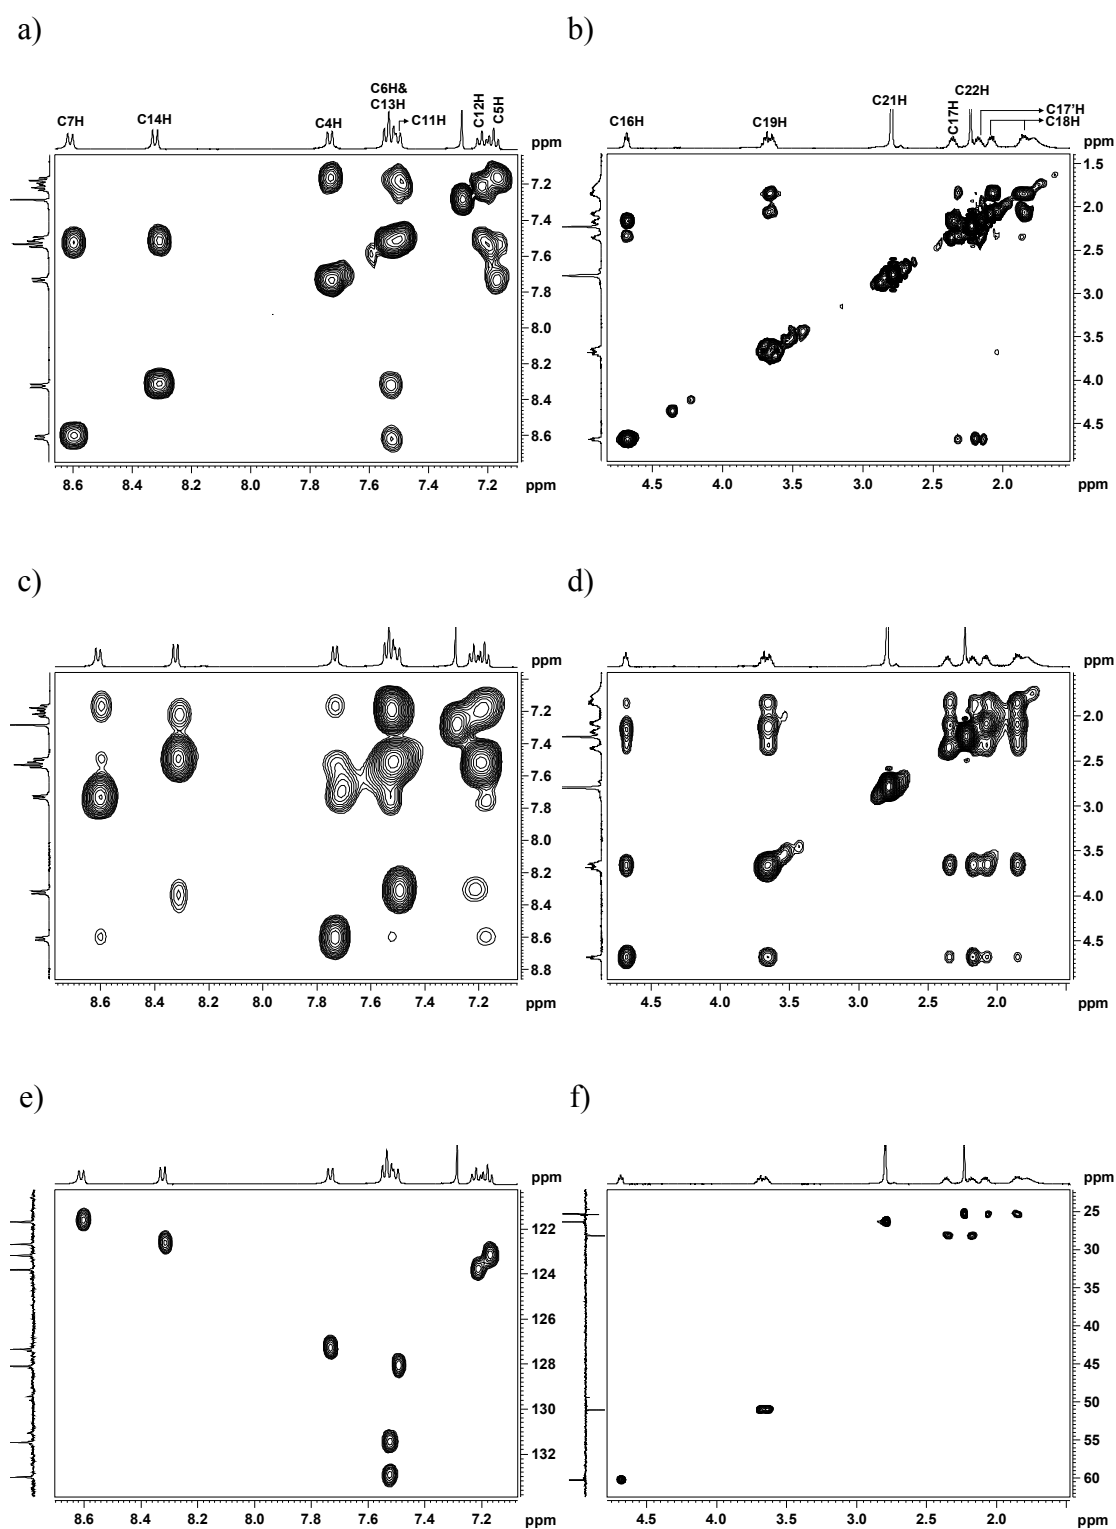 a)
b)
C7H C14H C4H C6H& C13H C11H C12H C5H ppm
7.2
7.4
7.6
7.8
8.0
8.2
8.4
8.6
8.6 8.4 8.2 8.0 7.8 7.6 7.4 7.2 ppm
C16H C19H C21H C17H C22H C17'H C18H ppm
1.5
2.0
2.5
3.0
3.5
4.0
4.5
4.5 4.0 3.5 3.0 2.5 2.0 ppm
c)
d)
ppm
7.2
7.4
7.6
7.8
8.0
8.2
8.4
8.6
8.8
8.6 8.4 8.2 8.0 7.8 7.6 7.4 7.2 ppm
ppm
2.0
2.5
3.0
3.5
4.0
4.5
4.5 4.0 3.5 3.0 2.5 2.0 ppm
e)
f)
ppm
122
124
126
128
130
132
8.6 8.4 8.2 8.0 7.8 7.6 7.4 7.2 ppm
ppm
25
30
35
40
45
50
55
60
4.5 4.0 3.5 3.0 2.5 2.0 ppm